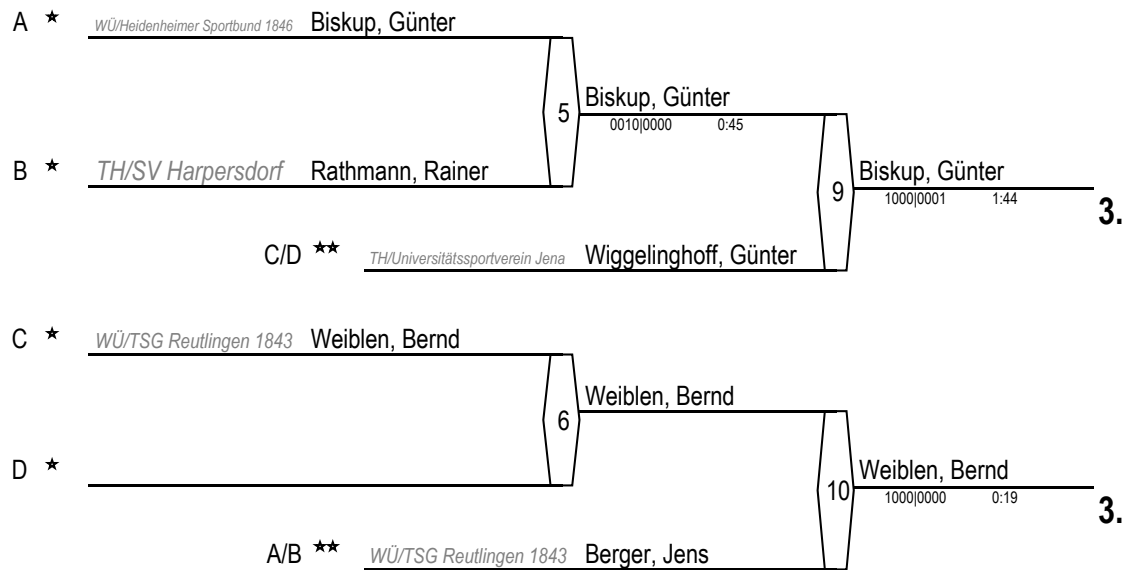 A ★ WÜ/Heidenheimer Sportbund 1846 Biskup, Günter
5 Biskup, Günter
0010|0000 0:45
B ★ TH/SV Harpersdorf Rathmann, Rainer
9 Biskup, Günter
1000|0001 1:44
3.
C/D ★★ TH/Universitätssportverein Jena Wiggelinghoff, Günter
C ★ WÜ/TSG Reutlingen 1843 Weiblen, Bernd
6 Weiblen, Bernd
D ★
10 Weiblen, Bernd
1000|0000 0:19
3.
A/B ★★ WÜ/TSG Reutlingen 1843 Berger, Jens